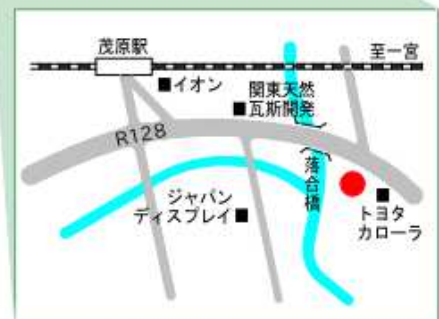 茂原駅
至一宮
■イオン
関東天然
■瓦斯開発
R128
落合橋
ジャパン
ディスプレイ■
トヨタ
カローラ